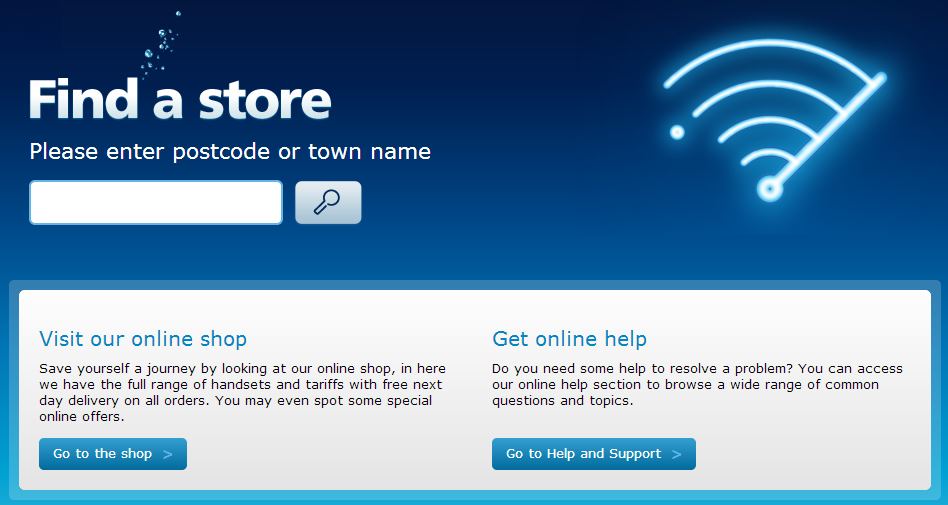 Find a store
Please enter postcode or town name
Visit our online shop
Save yourself a journey by looking at our online shop, in here
we have the full range of handsets and tariffs with free next
day delivery on all orders. You may even spot some special
online offers.
Go to the shop >
Get online help
Do you need some help to resolve a problem? You can access
our online help section to browse a wide range of common
questions and topics.
Go to Help and Support >